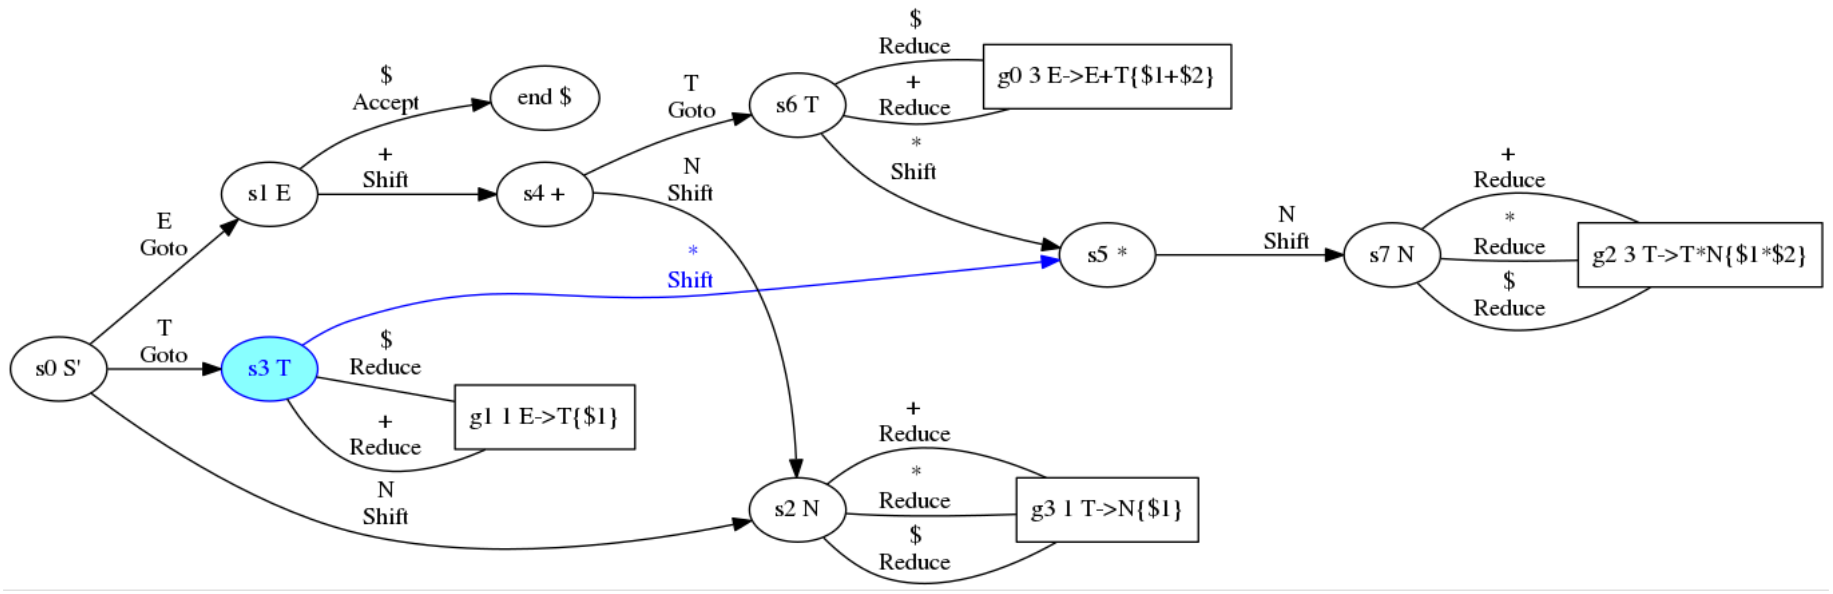 $
Reduce
g0 3 E->E+T{$1+$2}
+
Reduce
$
Accept
end $
T
Goto
s6 T
*
Shift
s1 E
+
Shift
s4 +
N
Shift
+
Reduce
E
Goto
*
Shift
s5 *
N
Shift
s7 N
*
Reduce
g2 3 T->T*N{$1*$2}
$
Reduce
s0 S'
T
Goto
s3 T
$
Reduce
g1 1 E->T{$1}
+
Reduce
N
Shift
s2 N
+
Reduce
*
Reduce
g3 1 T->N{$1}
$
Reduce